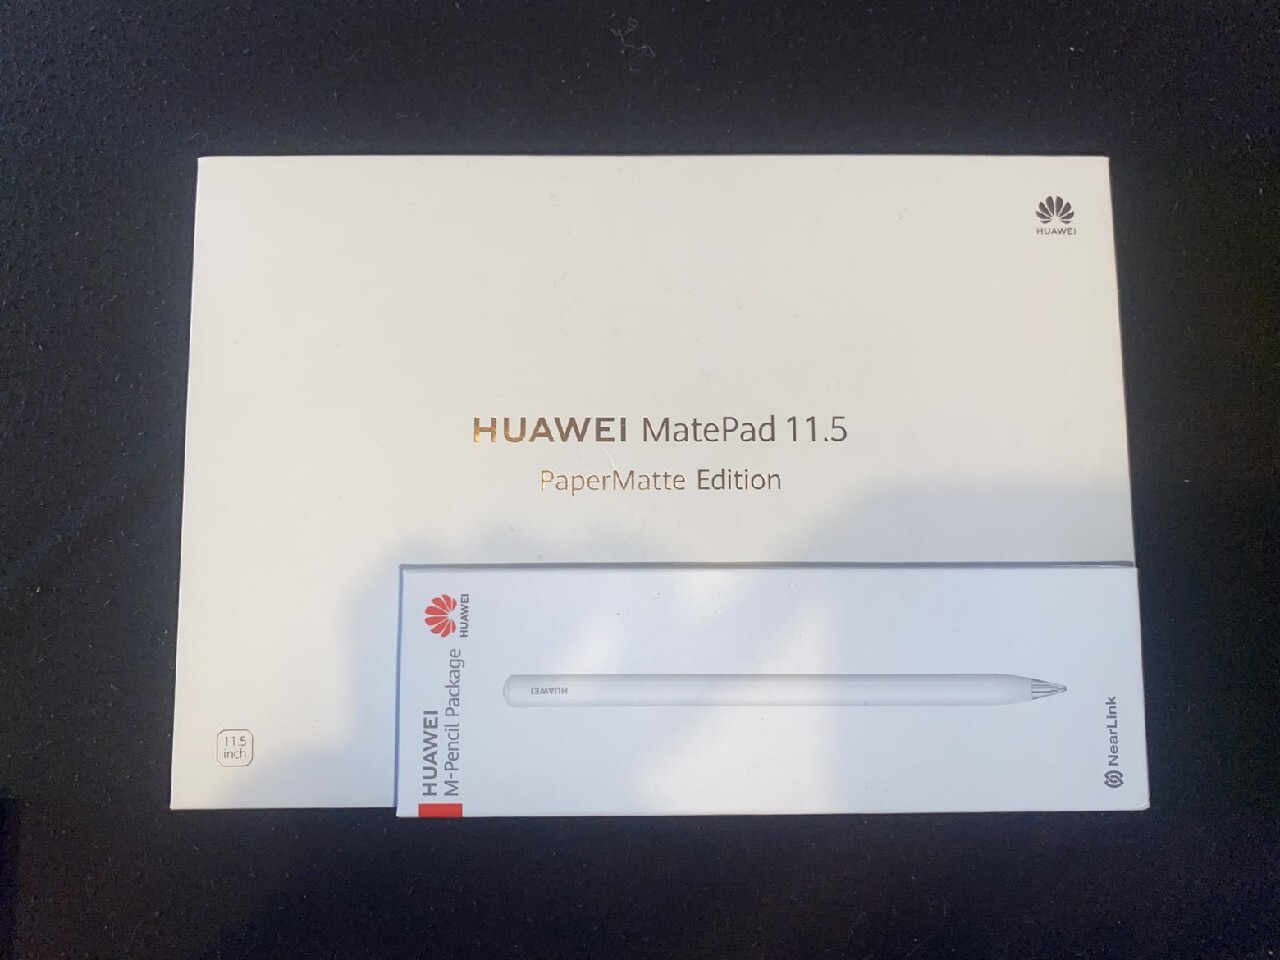 HUAWEI
HUAWEI MatePad 11.5
PaperMatte Edition
11.5
inch
HUAWEI
HUAWEI
M-Pencil Package
HUAWEI
NearLink